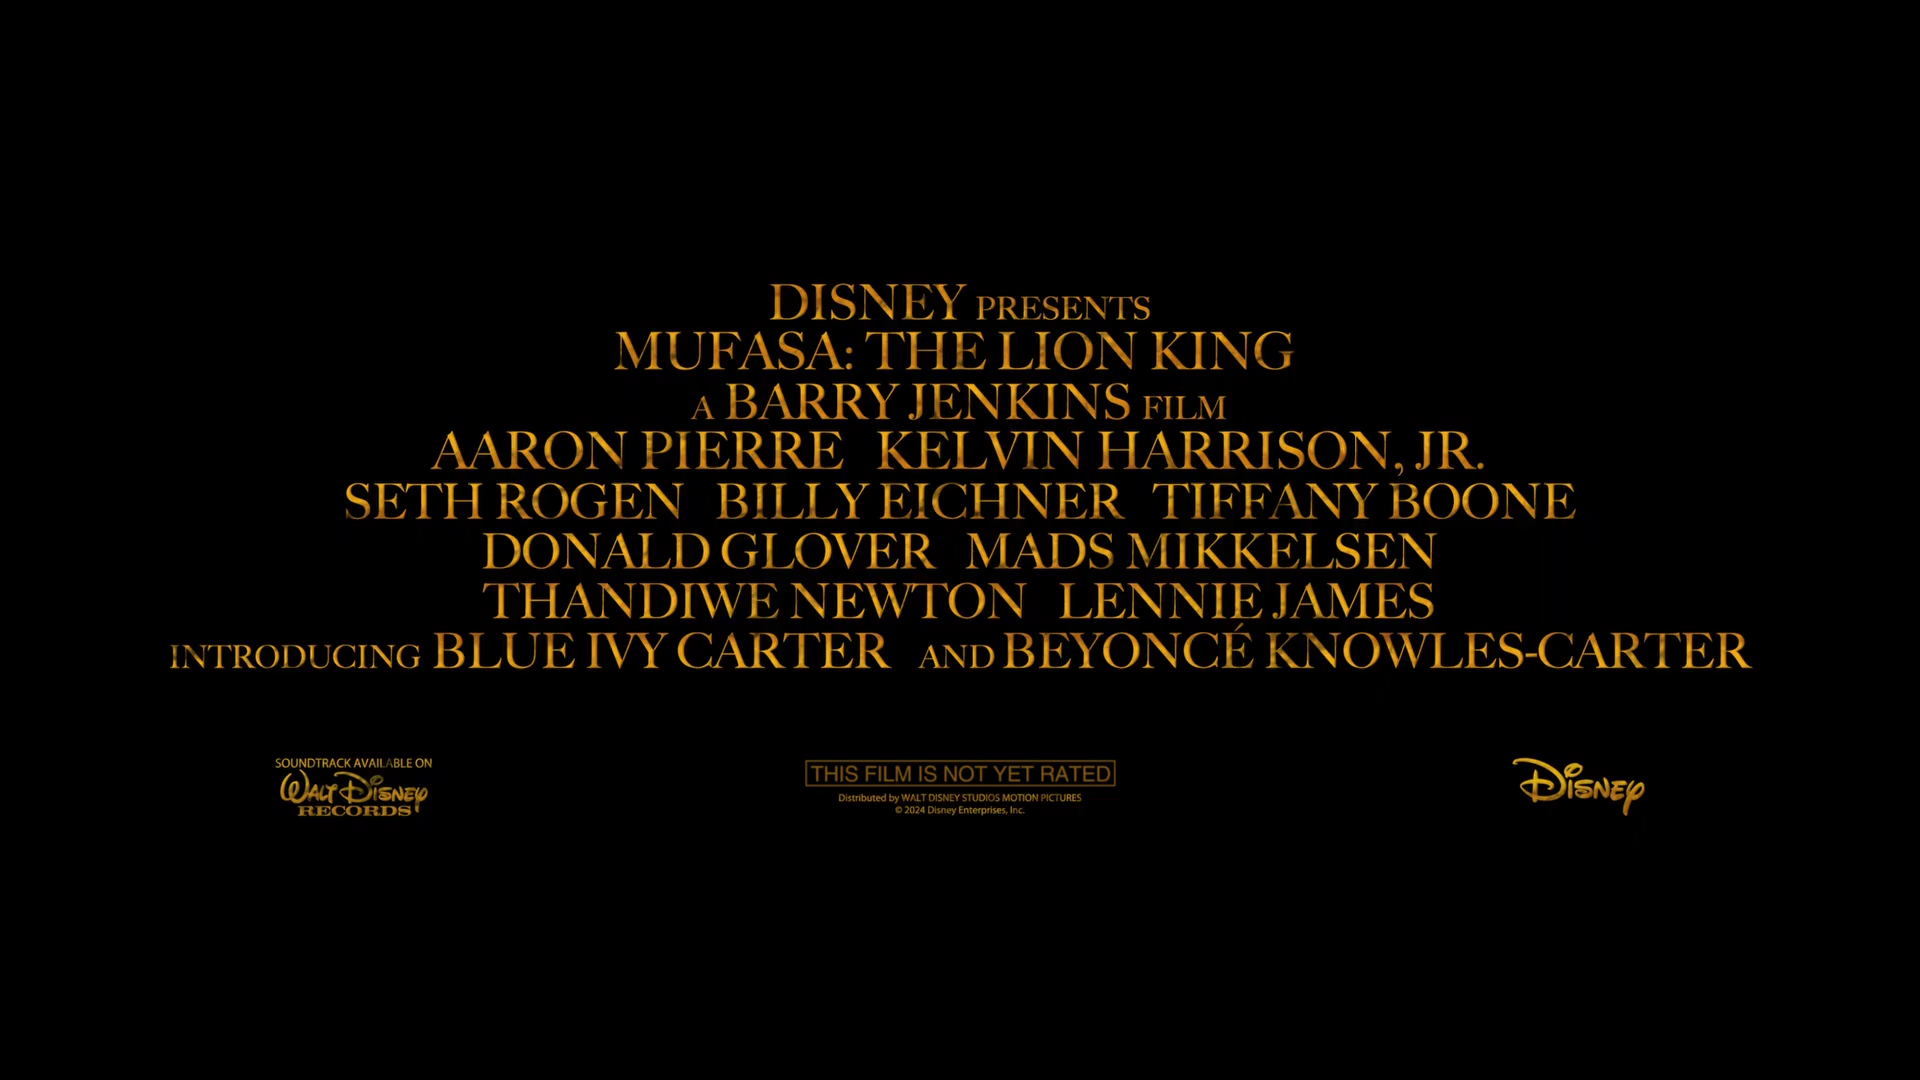 DISNEY PRESENTS
MUFASA: THE LION KING
A BARRY JENKINS FILM
AARON PIERRE KELVIN HARRISON, JR.
SETH ROGEN BILLY EICHNER TIFFANY BOONE
DONALD GLOVER MADS MIKKELSEN
THANDIWE NEWTON LENNIE JAMES
INTRODUCING BLUE IVY CARTER AND BEYONCÉ KNOWLES-CARTER
SOUNDTRACK AVAILABLE ON
WALT DISNEY
RECORDS
THIS FILM IS NOT YET RATED
Distributed by WALT DISNEY STUDIOS MOTION PICTURES
© 2024 Disney Enterprises, Inc.
Disney